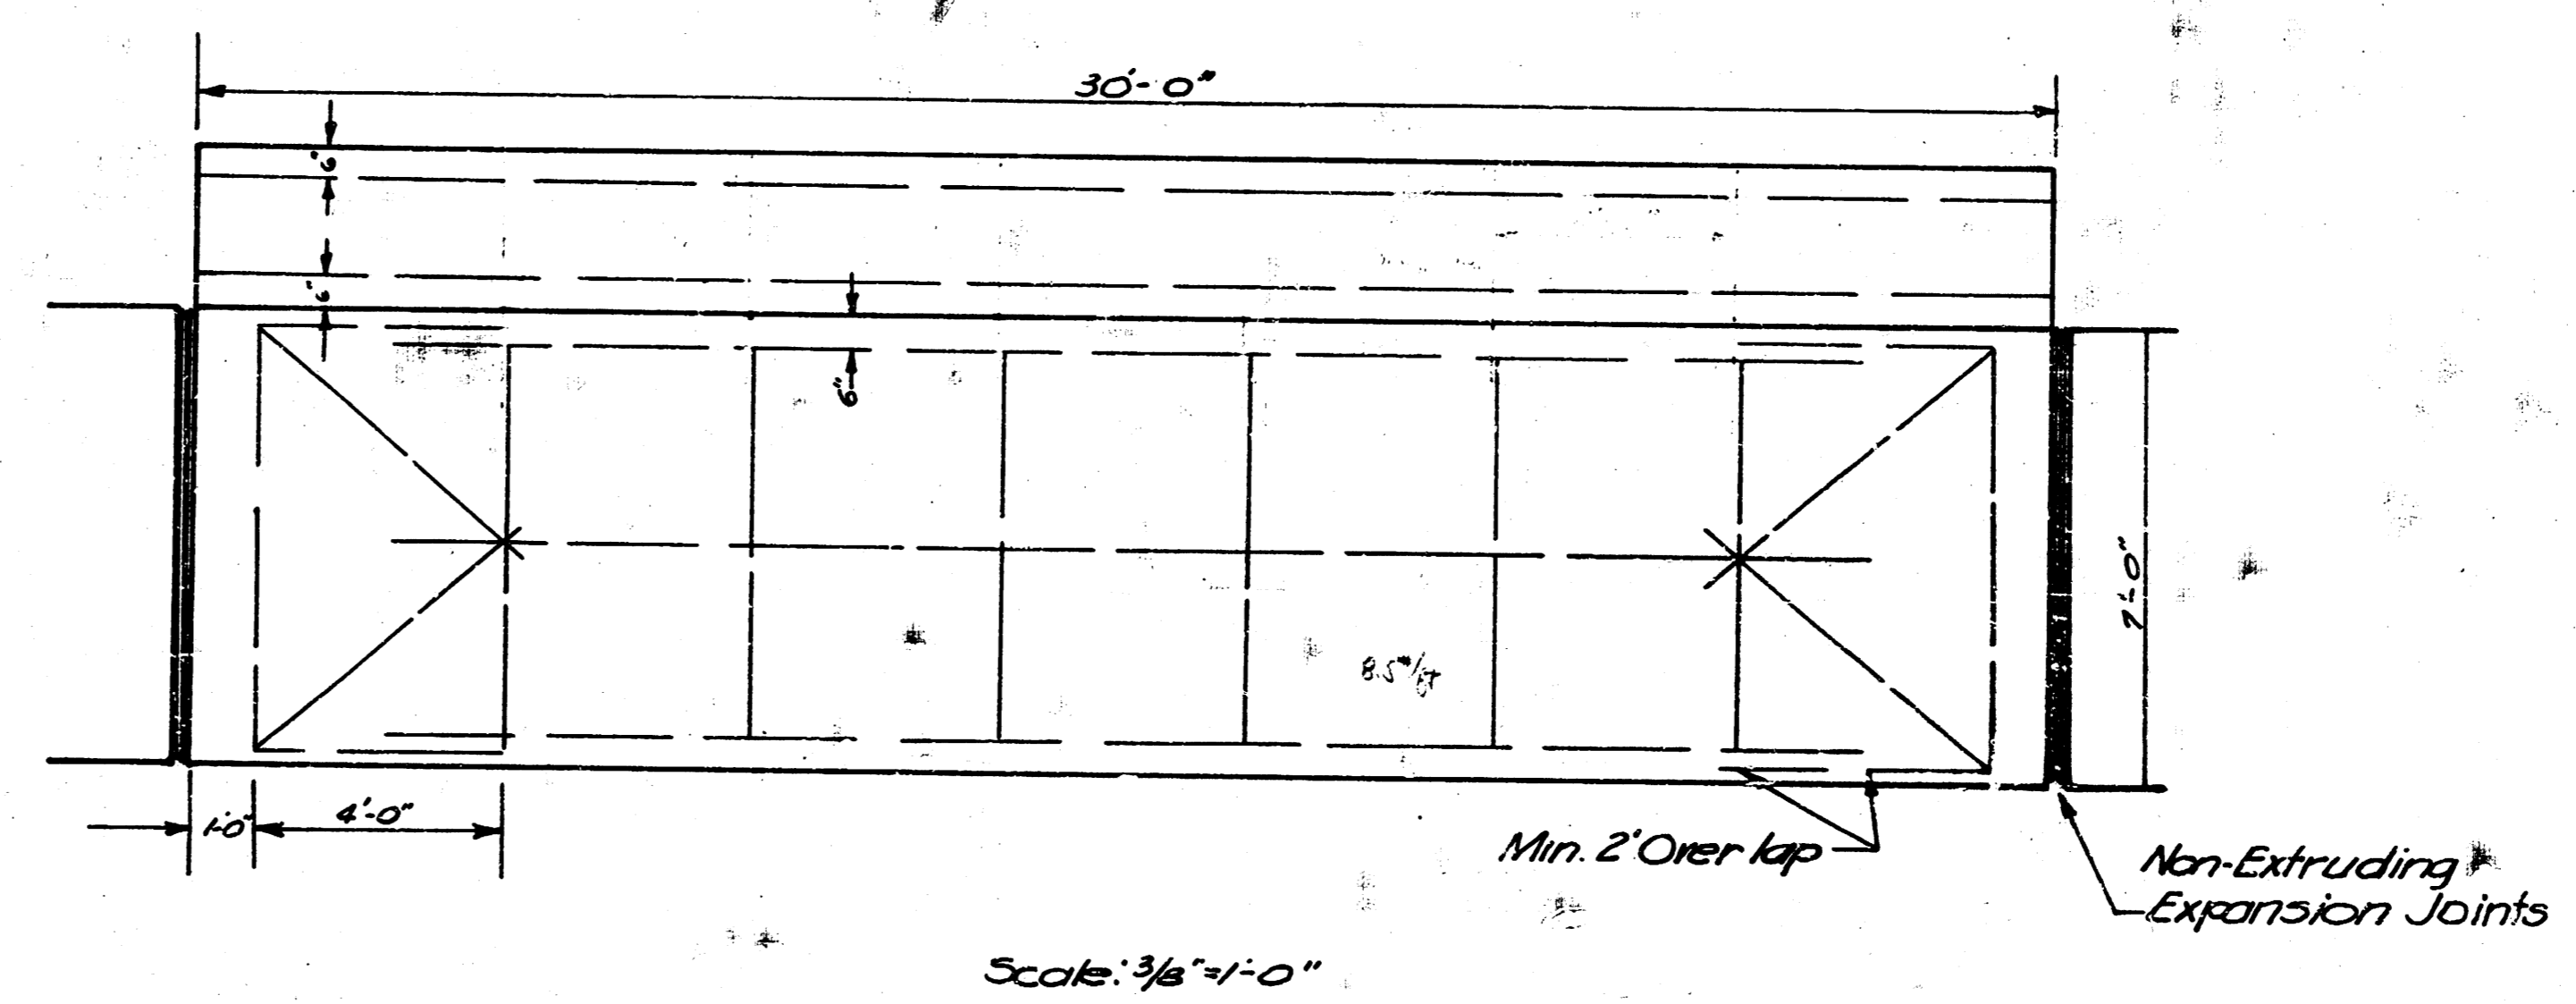 30'-0"
6"
6"
6"
8.5#/ft
7'-0"
1'-0"
4'-0"
Min. 2' Over lap
Non-Extruding
Expansion Joints
Scale: 3/8"=1'-0"